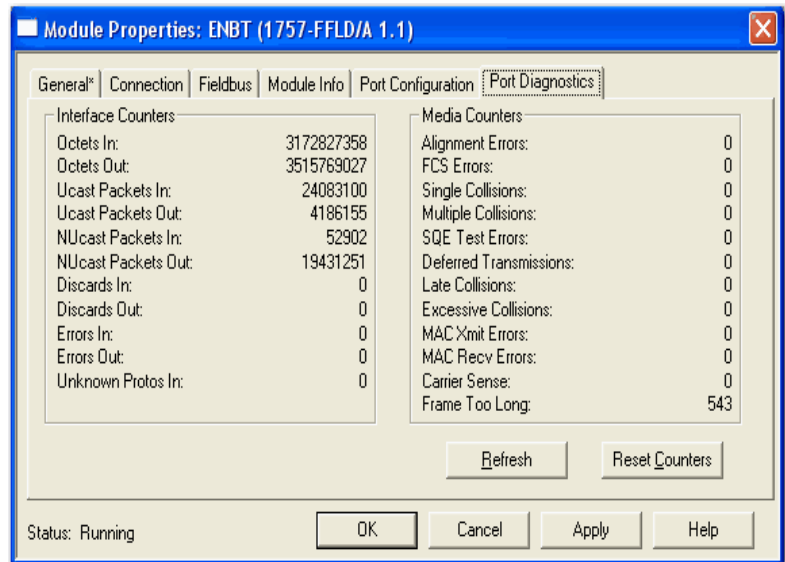 Module Properties: ENBT (1757-FFLD/A 1.1)
General* Connection Fieldbus Module Info Port Configuration Port Diagnostics
Interface Counters
Octets In: 3172827358
Octets Out: 3515769027
Ucast Packets In: 24083100
Ucast Packets Out: 4186155
NUcast Packets In: 52902
NUcast Packets Out: 19431251
Discards In: 0
Discards Out: 0
Errors In: 0
Errors Out: 0
Unknown Protos In: 0
Media Counters
Alignment Errors: 0
FCS Errors: 0
Single Collisions: 0
Multiple Collisions: 0
SQE Test Errors: 0
Deferred Transmissions: 0
Late Collisions: 0
Excessive Collisions: 0
MAC Xmit Errors: 0
MAC Recv Errors: 0
Carrier Sense: 0
Frame Too Long: 543
Refresh Reset Counters
Status: Running OK Cancel Apply Help